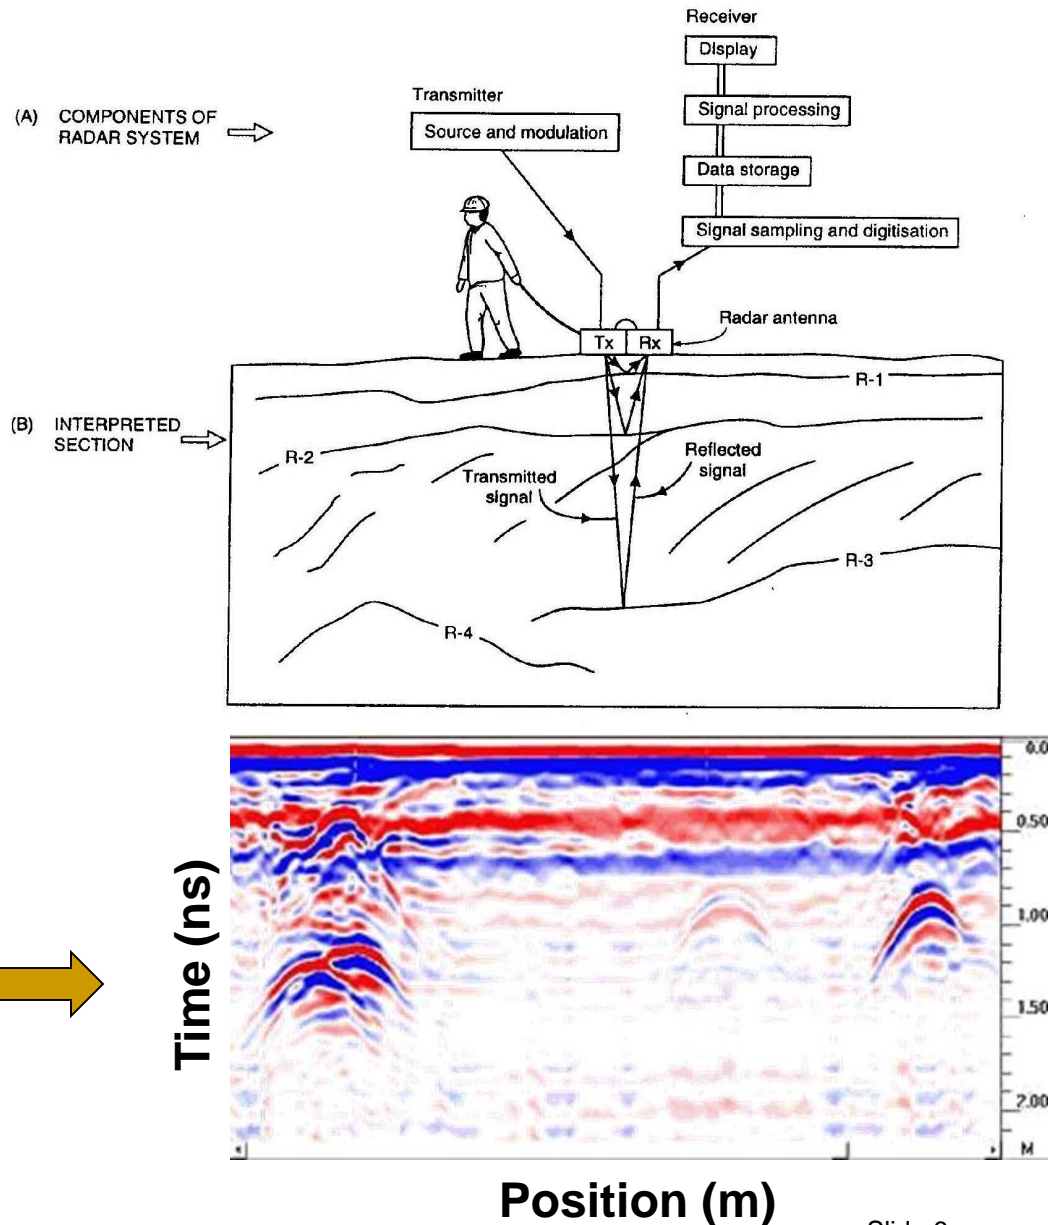 Receiver
Display
Signal processing
Data storage
Signal sampling and digitisation
Transmitter
Source and modulation
(A) COMPONENTS OF
RADAR SYSTEM
Tx
Rx
Radar antenna
R-1
(B) INTERPRETED
SECTION
R-2
Transmitted
signal
Reflected
signal
R-3
R-4
0.0
0.50
1.00
1.50
2.00
M
Time (ns)
Position (m)